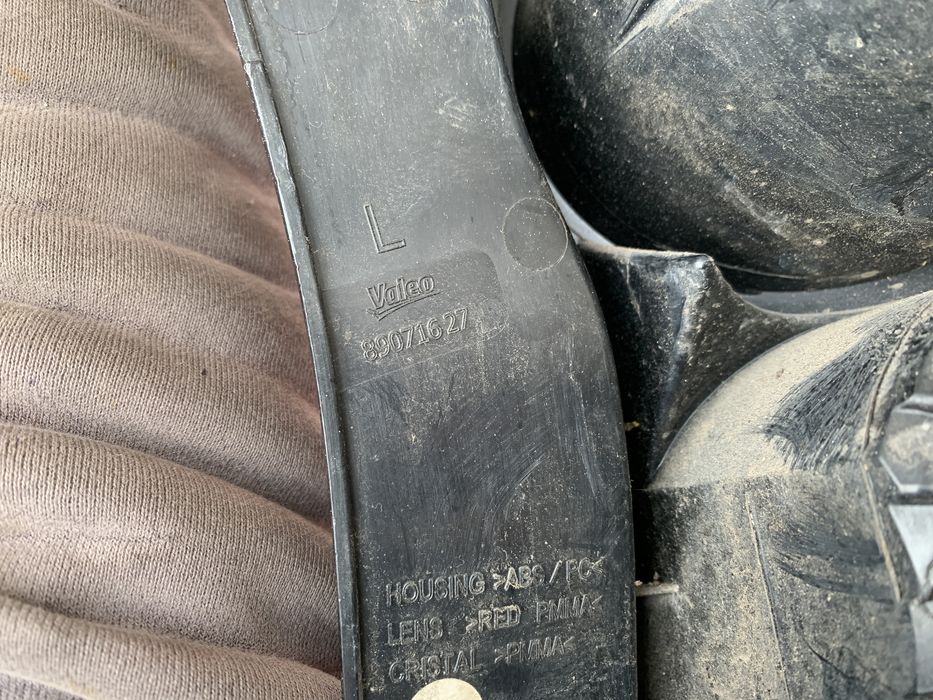 L
Valeo
89071627
HOUSING >ABS/PC<
LENS >RED PMMA<
CRISTAL >PMMA<